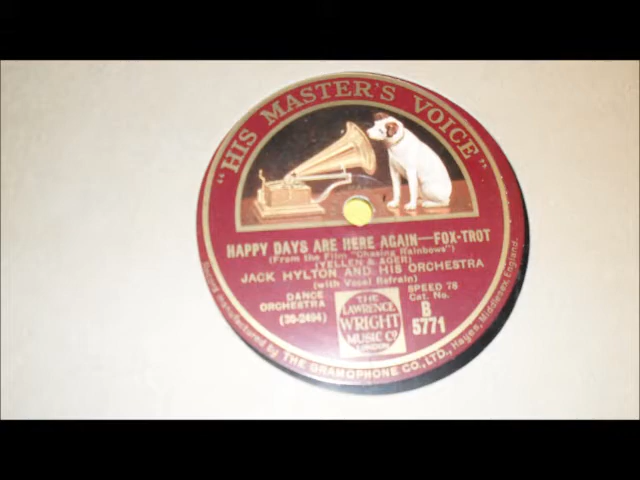 "HIS MASTER'S VOICE"
HAPPY DAYS ARE HERE AGAIN—FOX-TROT
(From the Film "Chasing Rainbows")
(YELLEN & AGER)
JACK HYLTON AND HIS ORCHESTRA
(with Vocal Refrain)
DANCE
ORCHESTRA
(30-2494)
THE
LAWRENCE
WRIGHT
MUSIC Co
LONDON
SPEED 78
Cat. No.
B
5771
manufactured by THE GRAMOPHONE CO., LTD., Hayes, Middlesex, England.